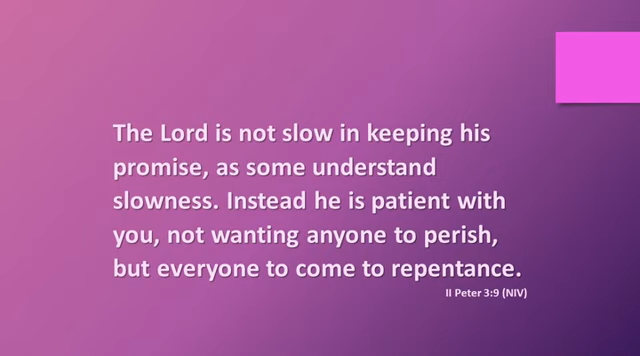 The Lord is not slow in keeping his
promise, as some understand
slowness. Instead he is patient with
you, not wanting anyone to perish,
but everyone to come to repentance.
II Peter 3:9 (NIV)